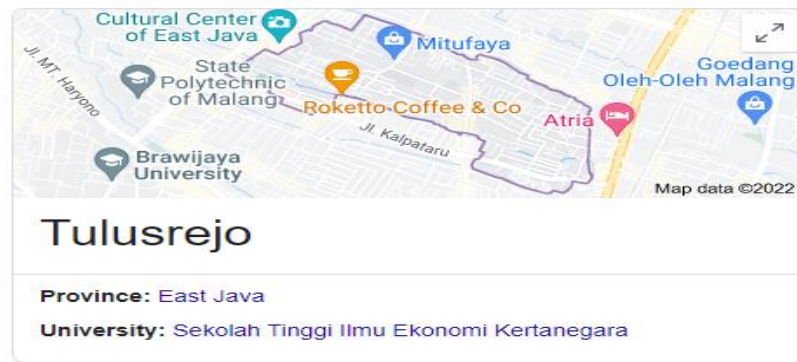 Cultural Center
of East Java
Mitufaya
Jl. MT. Haryono
State
Polytechnic
of Malang
Goedang
Oleh-Oleh Malang
Roketto Coffee & Co
Atria
Jl. Kalpataru
Brawijaya
University
Map data ©2022
Tulusrejo
Province: East Java
University: Sekolah Tinggi Ilmu Ekonomi Kertanegara